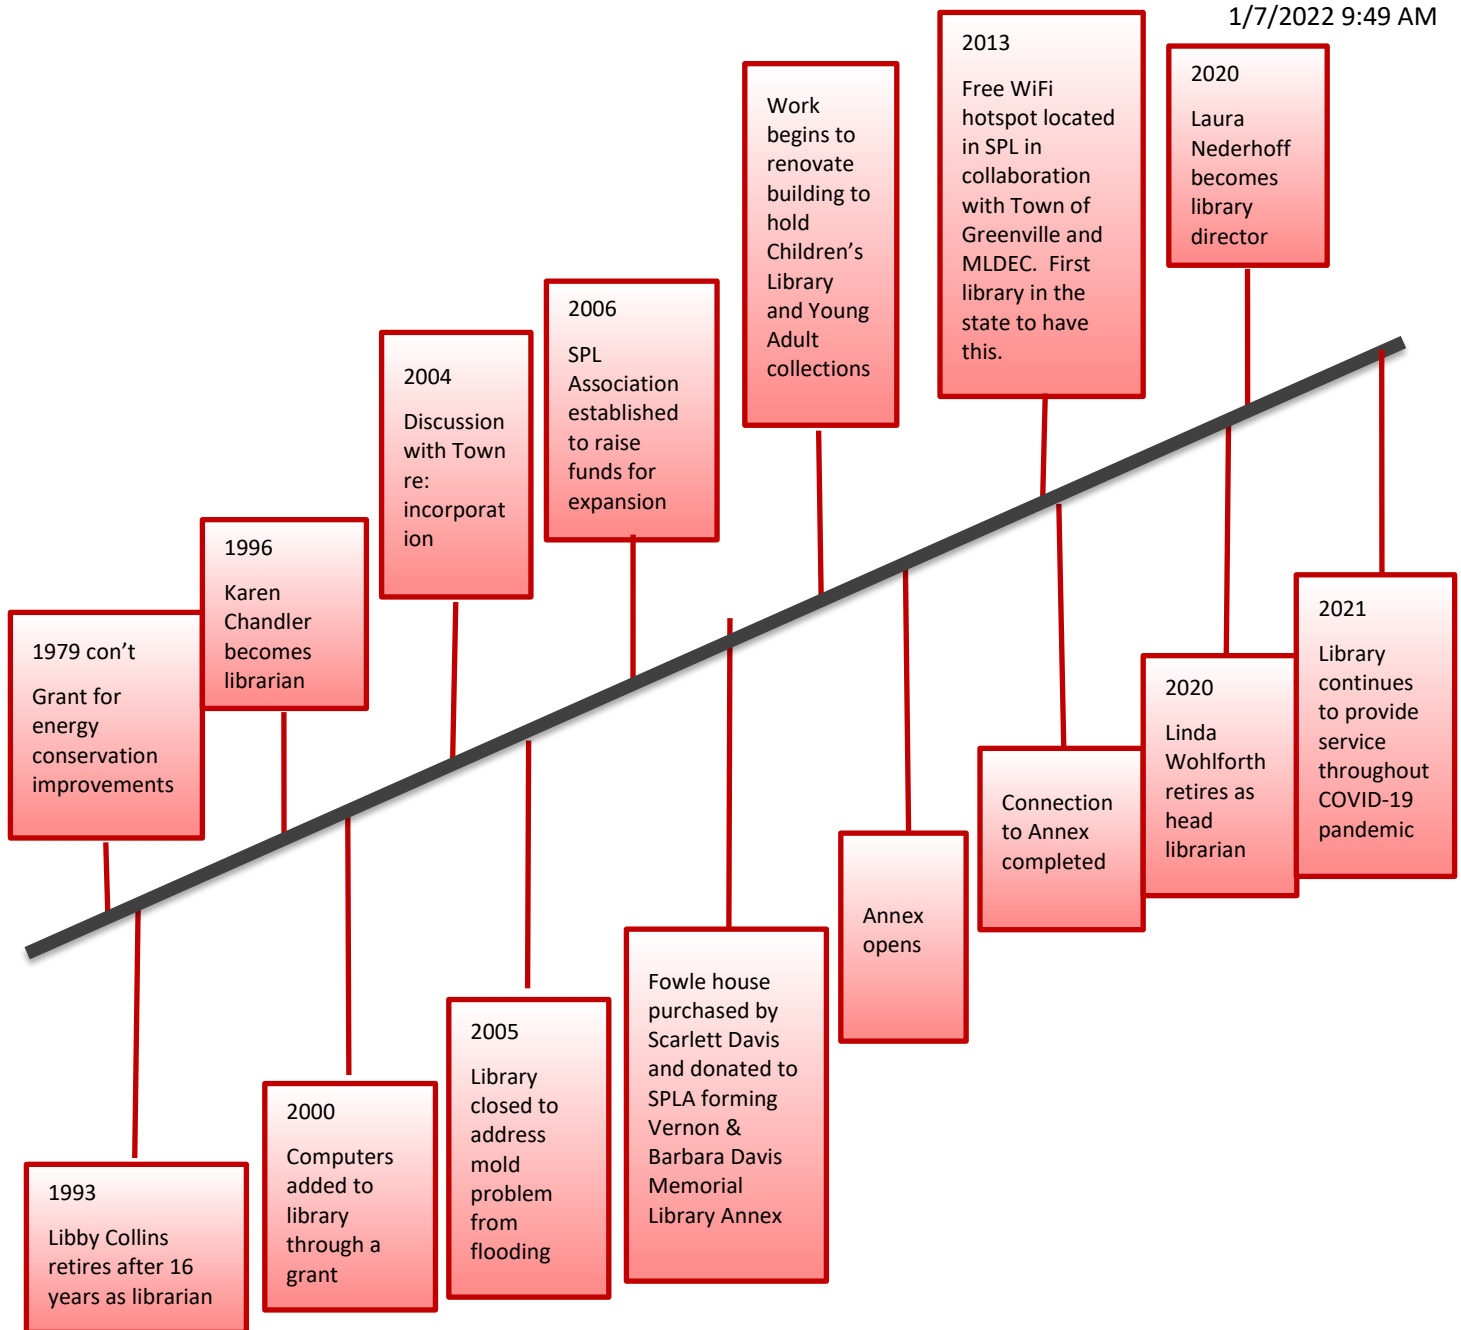 1/7/2022 9:49 AM
1979 con’t
Grant for
energy
conservation
improvements
1993
Libby Collins
retires after 16
years as librarian
1996
Karen
Chandler
becomes
librarian
2000
Computers
added to
library
through a
grant
2004
Discussion
with Town
re:
incorporat
ion
2005
Library
closed to
address
mold
problem
from
flooding
2006
SPL
Association
established
to raise
funds for
expansion
Fowle house
purchased by
Scarlett Davis
and donated to
SPLA forming
Vernon &
Barbara Davis
Memorial
Library Annex
Work
begins to
renovate
building to
hold
Children’s
Library
and Young
Adult
collections
Annex
opens
2013
Free WiFi
hotspot located
in SPL in
collaboration
with Town of
Greenville and
MLDEC.  First
library in the
state to have
this.
Connection
to Annex
completed
2020
Linda
Wohlforth
retires as
head
librarian
2020
Laura
Nederhoff
becomes
library
director
2021
Library
continues
to provide
service
throughout
COVID-19
pandemic